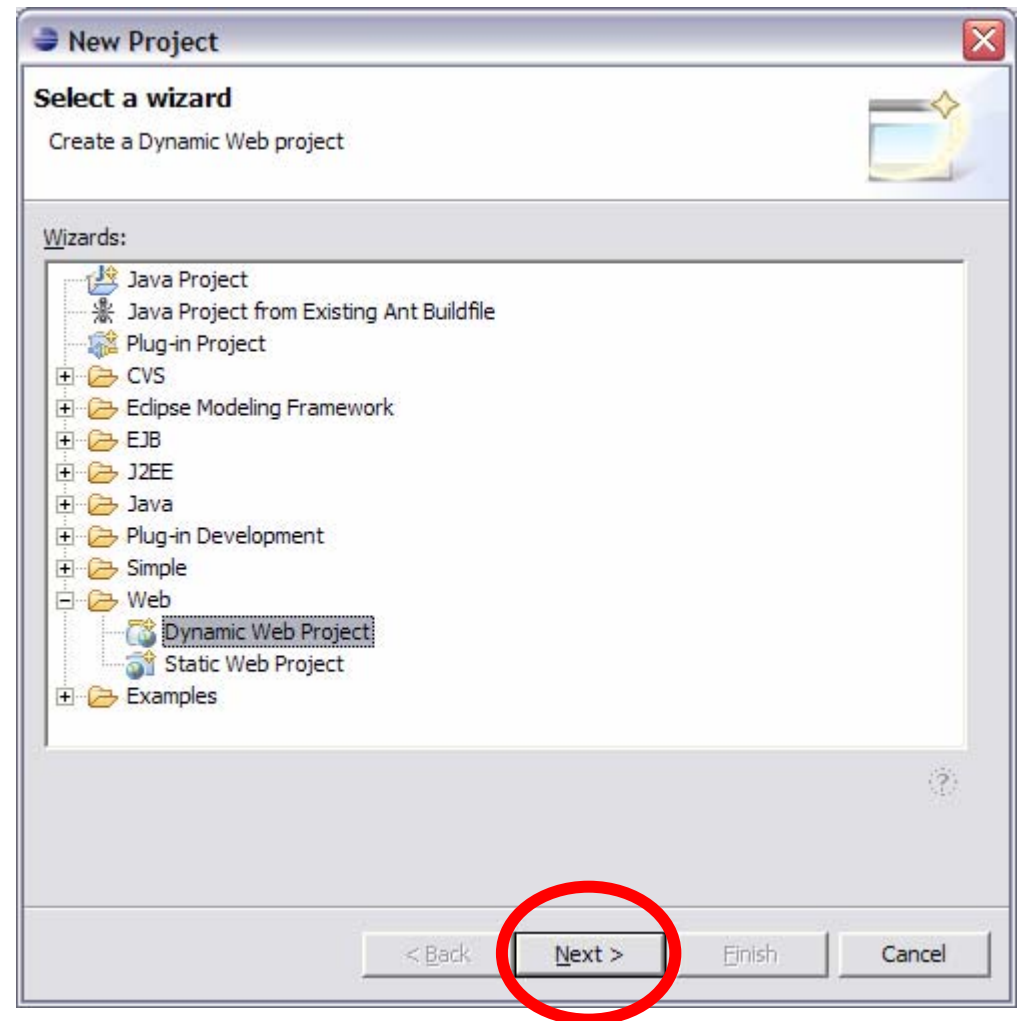 New Project
Select a wizard
Create a Dynamic Web project
Wizards:
Java Project
Java Project from Existing Ant Buildfile
Plug-in Project
CVS
Eclipse Modeling Framework
EJB
J2EE
Java
Plug-in Development
Simple
Web
Dynamic Web Project
Static Web Project
Examples
?
< Back Next > Finish Cancel